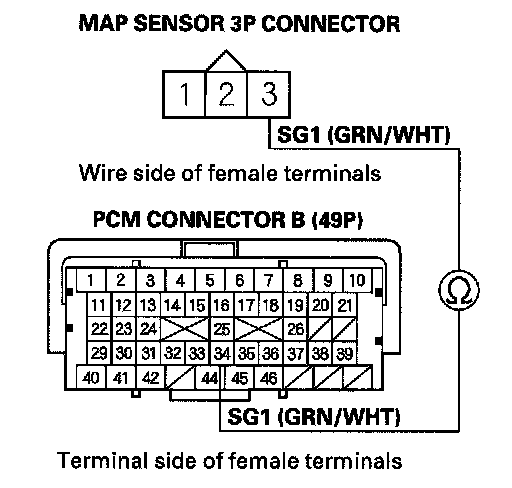 MAP SENSOR 3P CONNECTOR
1 2 3
SG1 (GRN/WHT)
Wire side of female terminals
PCM CONNECTOR B (49P)
1 2 3 4 5 6 7 8 9 10
11 12 13 14 15 16 17 18 19 20 21
22 23 24 25 26
29 30 31 32 33 34 35 36 37 38 39
40 41 42 44 45 46
Ω
SG1 (GRN/WHT)
Terminal side of female terminals